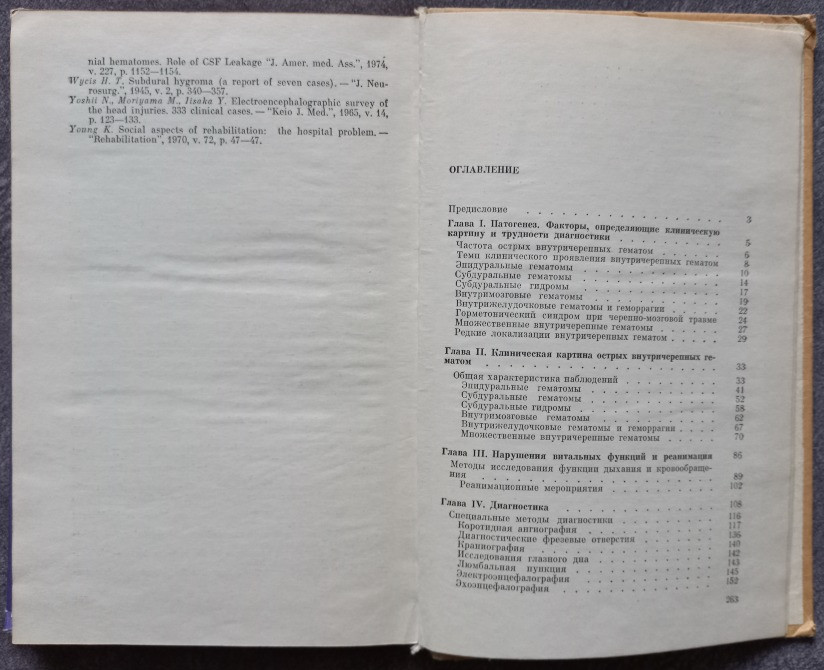 nial hematomes. Role of CSF Leakage "J. Amer. med. Ass.", 1974,
v. 227, p. 1152—1154.
Wycis H. T. Subdural hygroma (a report of seven cases). — "J. Neu-
rosurg.", 1945, v. 2, p. 340—357.
Yoshii N., Moriyama M., Iisaka Y. Electroencephalographic survey of
the head injuries. 333 clinical cases. — "Keio J. Med.", 1965, v. 14,
p. 123—133.
Young K. Social aspects of rehabilitation: the hospital problem. —
"Rehabilitation", 1970, v. 72, p. 47—47.
ОГЛАВЛЕНИЕ
Предисловие . . . . . . . . . . . . . . . . 3
Глава I. Патогенез. Факторы, определяющие клиническую
картину и трудности диагностики . . . . . . . . 5
Частота острых внутричерепных гематом . . . . . 6
Темп клинического проявления внутричерепных гематом 8
Эпидуральные гематомы . . . . . . . . . . 10
Субдуральные гематомы . . . . . . . . . . 14
Субдуральные гидромы . . . . . . . . . . 17
Внутримозговые гематомы . . . . . . . . . 19
Внутрижелудочковые гематомы и геморрагии . . . . 22
Горметонический синдром при черепно-мозговой травме 24
Множественные внутричерепные гематомы . . . . . 27
Редкие локализации внутричерепных гематом . . . . 29
Глава II. Клиническая картина острых внутричерепных ге-
матом . . . . . . . . . . . . . . . . . . 33
Общая характеристика наблюдений . . . . . . . 33
Эпидуральные гематомы . . . . . . . . . . 41
Субдуральные гематомы . . . . . . . . . . 52
Субдуральные гидромы . . . . . . . . . . 58
Внутримозговые гематомы . . . . . . . . . 62
Внутрижелудочковые гематомы и геморрагии . . . . 67
Множественные внутричерепные гематомы . . . . . 70
Глава III. Нарушения витальных функций и реанимация 86
Методы исследования функции дыхания и кровообраще-
ния . . . . . . . . . . . . . . . . . . 89
Реанимационные мероприятия . . . . . . . . 102
Глава IV. Диагностика . . . . . . . . . . . . 108
Специальные методы диагностики . . . . . . . . 116
Каротидная ангиография . . . . . . . . . . 117
Диагностические фрезевые отверстия . . . . . . 136
Краниография . . . . . . . . . . . . . 140
Исследования глазного дна . . . . . . . . . 142
Люмбальная пункция . . . . . . . . . . . 143
Электроэнцефалография . . . . . . . . . . 145
Эхоэнцефалография . . . . . . . . . . . . 152
263